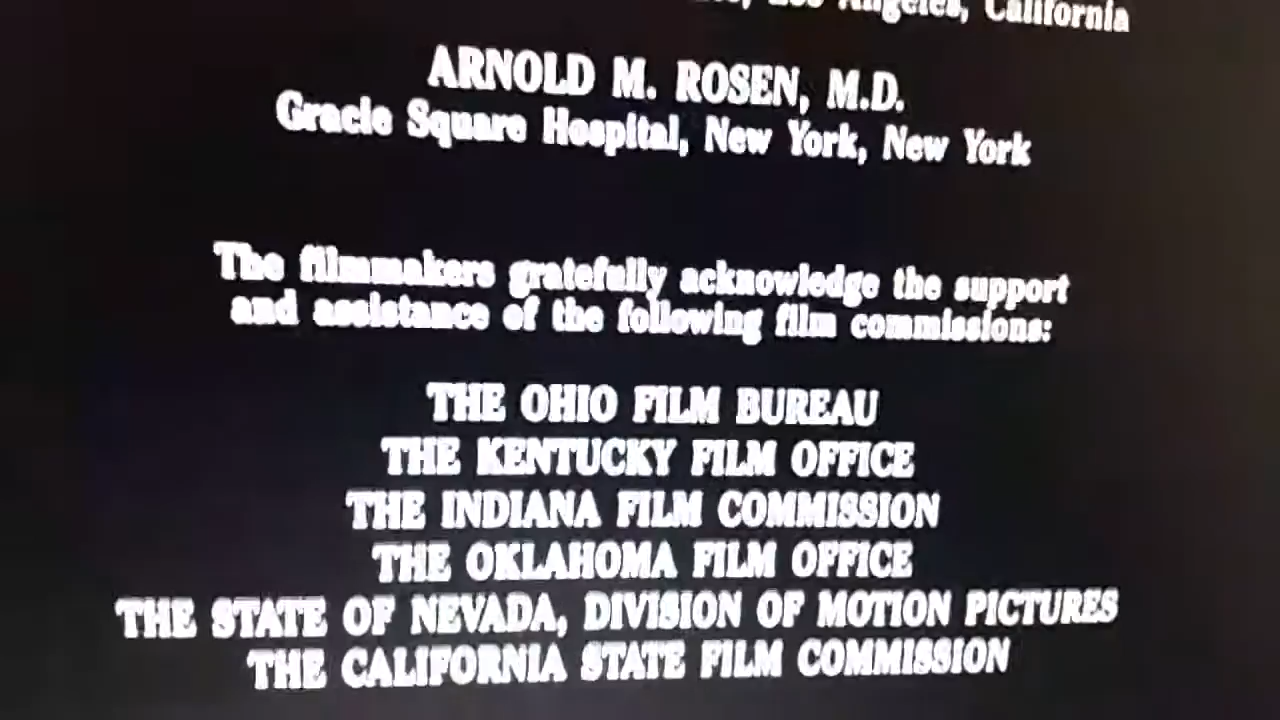 Los Angeles, California
ARNOLD M. ROSEN, M.D.
Gracie Square Hospital, New York, New York
The filmmakers gratefully acknowledge the support
and assistance of the following film commissions:
THE OHIO FILM BUREAU
THE KENTUCKY FILM OFFICE
THE INDIANA FILM COMMISSION
THE OKLAHOMA FILM OFFICE
THE STATE OF NEVADA, DIVISION OF MOTION PICTURES
THE CALIFORNIA STATE FILM COMMISSION